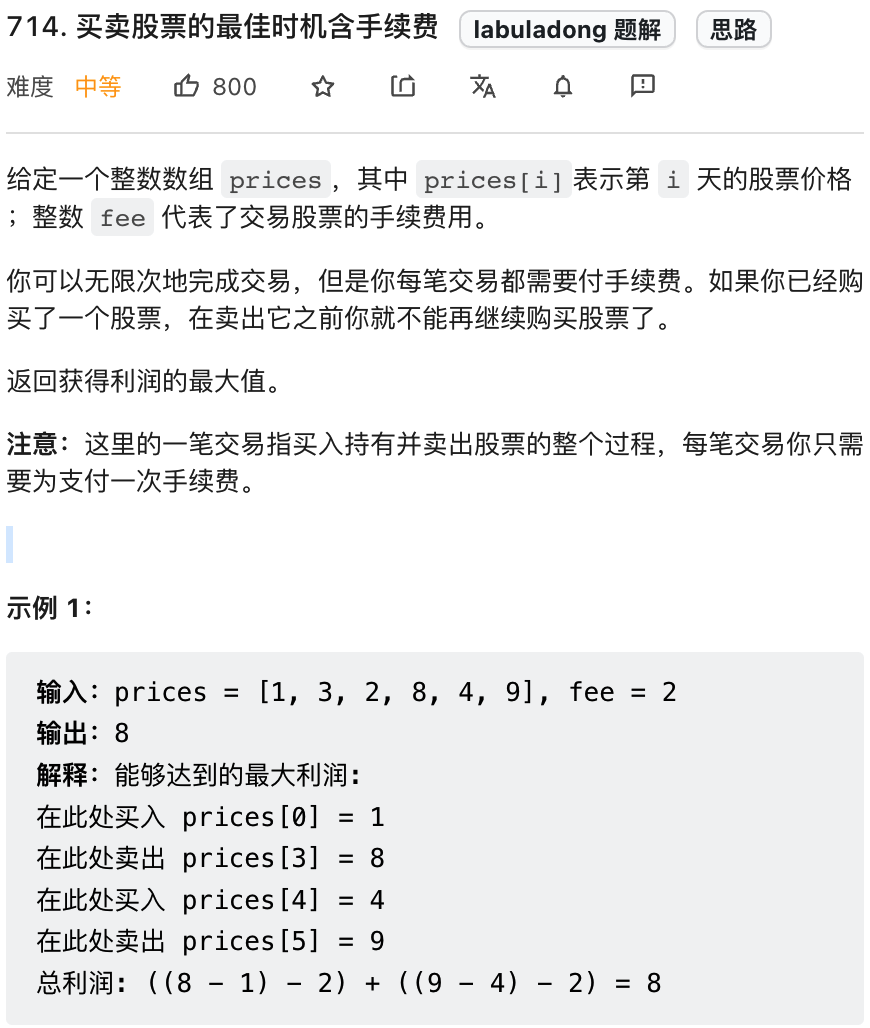 714. 买卖股票的最佳时机含手续费 labuladong 题解 思路
难度 中等 800
给定一个整数数组 prices，其中 prices[i]表示第 i 天的股票价格
；整数 fee 代表了交易股票的手续费用。
你可以无限次地完成交易，但是你每笔交易都需要付手续费。如果你已经购
买了一个股票，在卖出它之前你就不能再继续购买股票了。
返回获得利润的最大值。
注意：这里的一笔交易指买入持有并卖出股票的整个过程，每笔交易你只需
要为支付一次手续费。
示例 1：
输入：prices = [1, 3, 2, 8, 4, 9], fee = 2
输出：8
解释：能够达到的最大利润:
在此处买入 prices[0] = 1
在此处卖出 prices[3] = 8
在此处买入 prices[4] = 4
在此处卖出 prices[5] = 9
总利润: ((8 - 1) - 2) + ((9 - 4) - 2) = 8